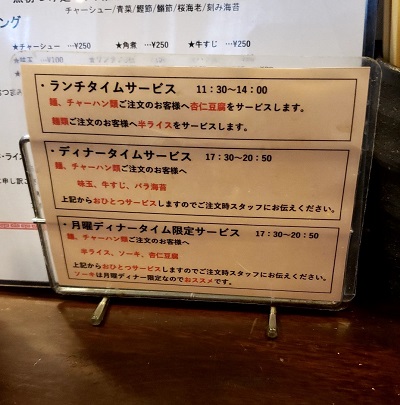 チャーシュー/青菜/鰹節/鰯節/桜海老/刻み海苔
ング
★チャーシュー …¥250 ★角煮 …¥250 ★牛すじ …¥250
・ランチタイムサービス 11:30〜14:00
麺、チャーハン類ご注文のお客様へ杏仁豆腐をサービスします。
麺類ご注文のお客様へ半ライスをサービスします。
・ディナータイムサービス 17:30〜20:50
麺、チャーハン類ご注文のお客様へ
味玉、牛すじ、バラ海苔
上記からおひとつサービスしますのでご注文時スタッフにお伝えください。
・月曜ディナータイム限定サービス 17:30〜20:50
麺、チャーハン類ご注文のお客様へ
半ライス、ソーキ、杏仁豆腐
上記からおひとつサービスしますのでご注文時スタッフにお伝えください。
ソーキは月曜ディナー限定なのでおススメです。